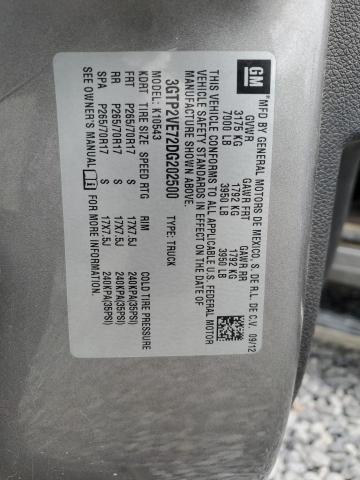 GM
MFD BY GENERAL MOTORS DE MEXICO, S. DE R.L. DE C.V. 09/12
GVWR GAWR FRT GAWR RR
3175 KG 1792 KG 1792 KG
7000 LB 3950 LB 3950 LB
THIS VEHICLE CONFORMS TO ALL APPLICABLE U.S. FEDERAL MOTOR
VEHICLE SAFETY STANDARDS IN EFFECT ON THE DATE OF
MANUFACTURE SHOWN ABOVE.
3GTP2VE72DG202500 TYPE: TRUCK
MODEL: K10543
KDRT TIRE SIZE SPEED RTG RIM COLD TIRE PRESSURE
FRT P265/70R17 S 17X7.5J 240KPA(35PSI)
RR P265/70R17 S 17X7.5J 240KPA(35PSI)
SPA P265/70R17 S 17X7.5J 240KPA(35PSI)
SEE OWNER'S MANUAL FOR MORE INFORMATION.